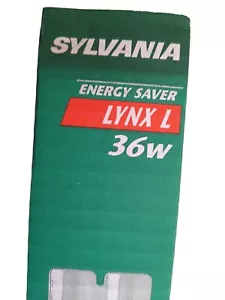 SYLVANIA
ENERGY SAVER
LYNX L
36w